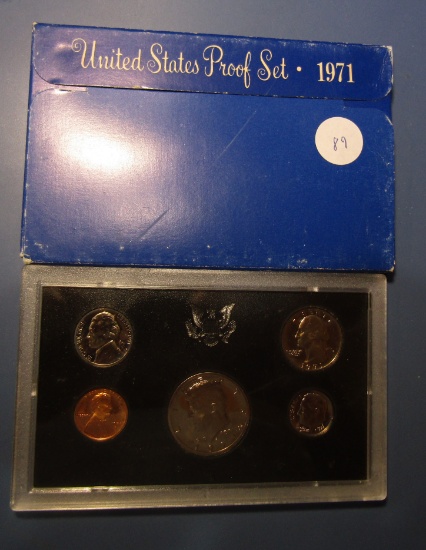 United States Proof Set • 1971
89